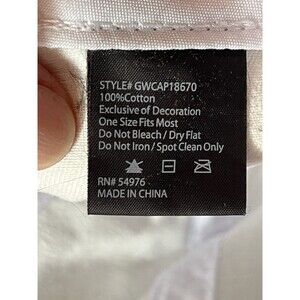 STYLE# GWCAP18670
100%Cotton
Exclusive of Decoration
One Size Fits Most
Do Not Bleach / Dry Flat
Do Not Iron / Spot Clean Only
RN# 54976
MADE IN CHINA